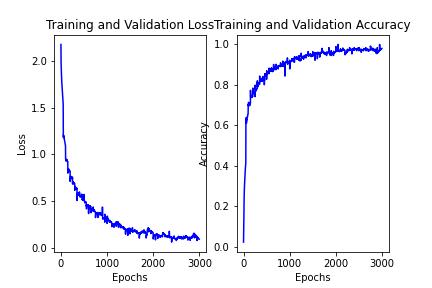 Training and Validation Loss
2.0
1.5
1.0
0.5
0.0
Loss
0 1000 2000 3000
Epochs
Training and Validation Accuracy
1.0
0.8
0.6
0.4
0.2
0.0
Accuracy
0 1000 2000 3000
Epochs